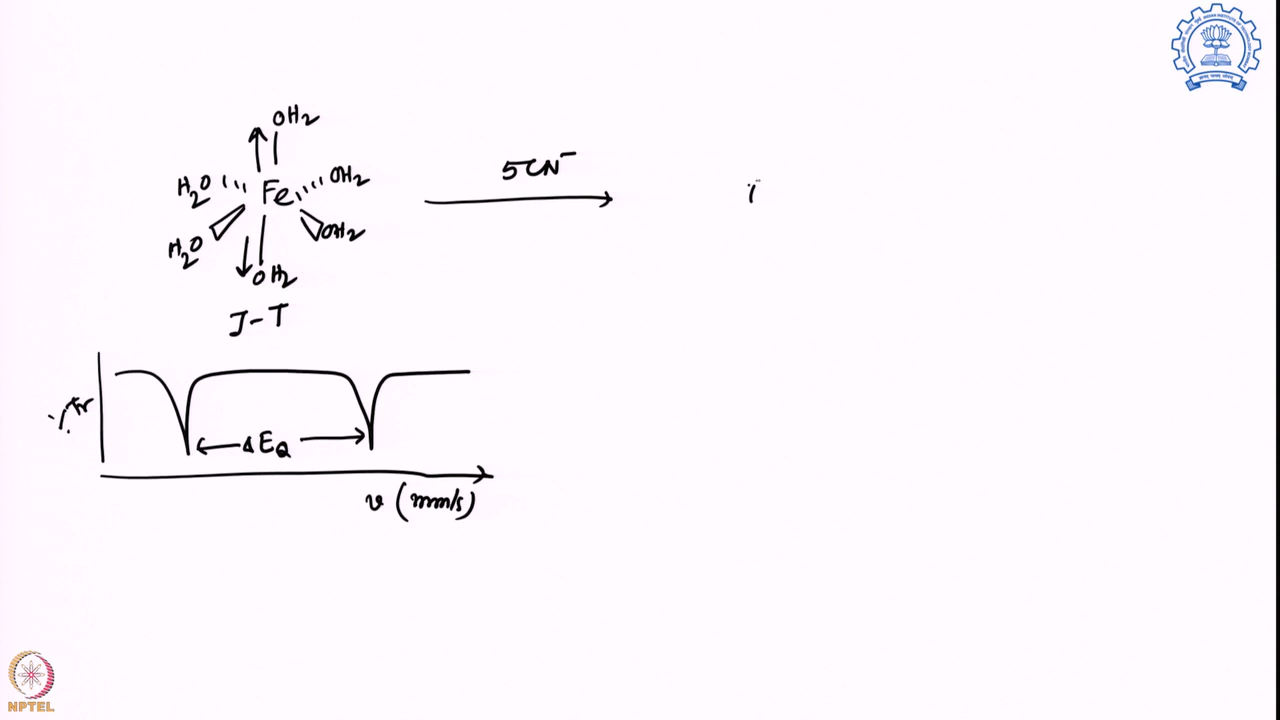 OH2
H2O Fe OH2
H2O OH2
OH2
J-T
5CN⁻
% Tr
ΔEQ
v (mm/s)
NPTEL